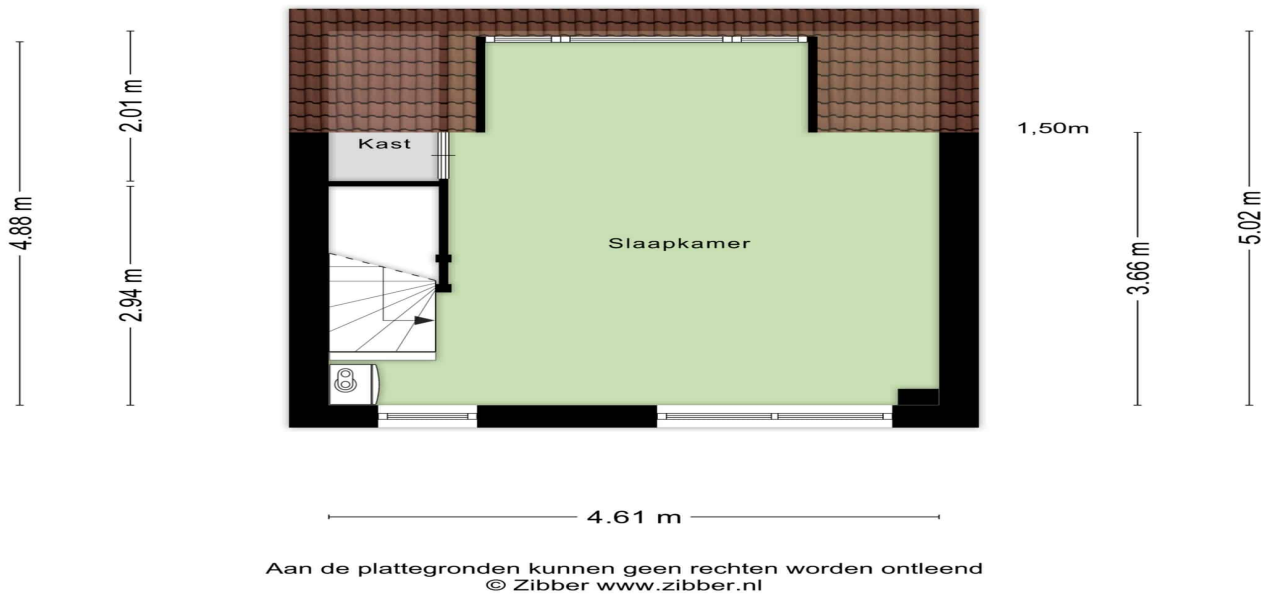 Kast
1,50m
2.01 m
Slaapkamer
4.88 m
5.02 m
2.94 m
3.66 m
4.61 m
Aan de plattegronden kunnen geen rechten worden ontleend
© Zibber www.zibber.nl